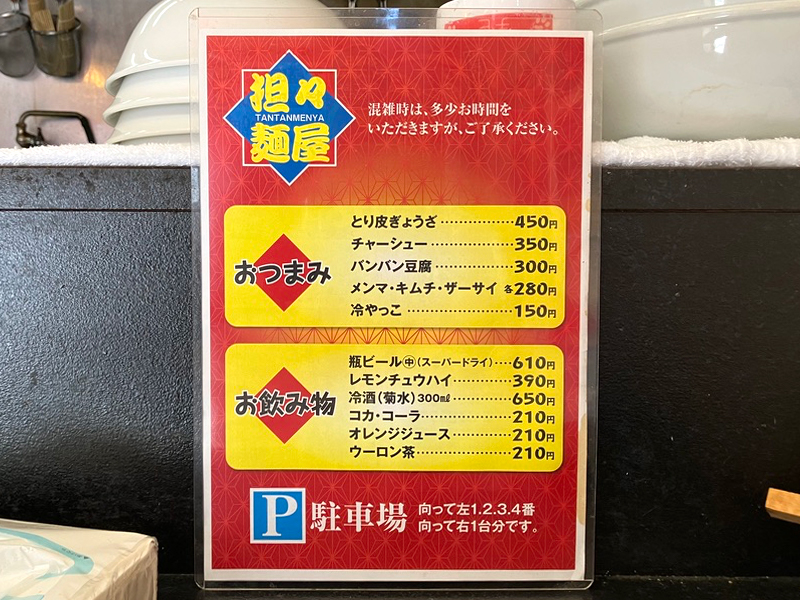 担々
TANTANMENYA
麺屋
混雑時は、多少お時間を
いただきますが、ご了承ください。
おつまみ
とり皮ぎょうざ………………450円
チャーシュー…………………350円
バンバン豆腐…………………300円
メンマ・キムチ・ザーサイ 各280円
冷やっこ………………………150円
お飲み物
瓶ビール㊥(スーパードライ)‥‥610円
レモンチュウハイ……………390円
冷酒(菊水)300㎖……………650円
コカ・コーラ…………………210円
オレンジジュース……………210円
ウーロン茶……………………210円
P 駐車場
向って左1.2.3.4番
向って右1台分です。